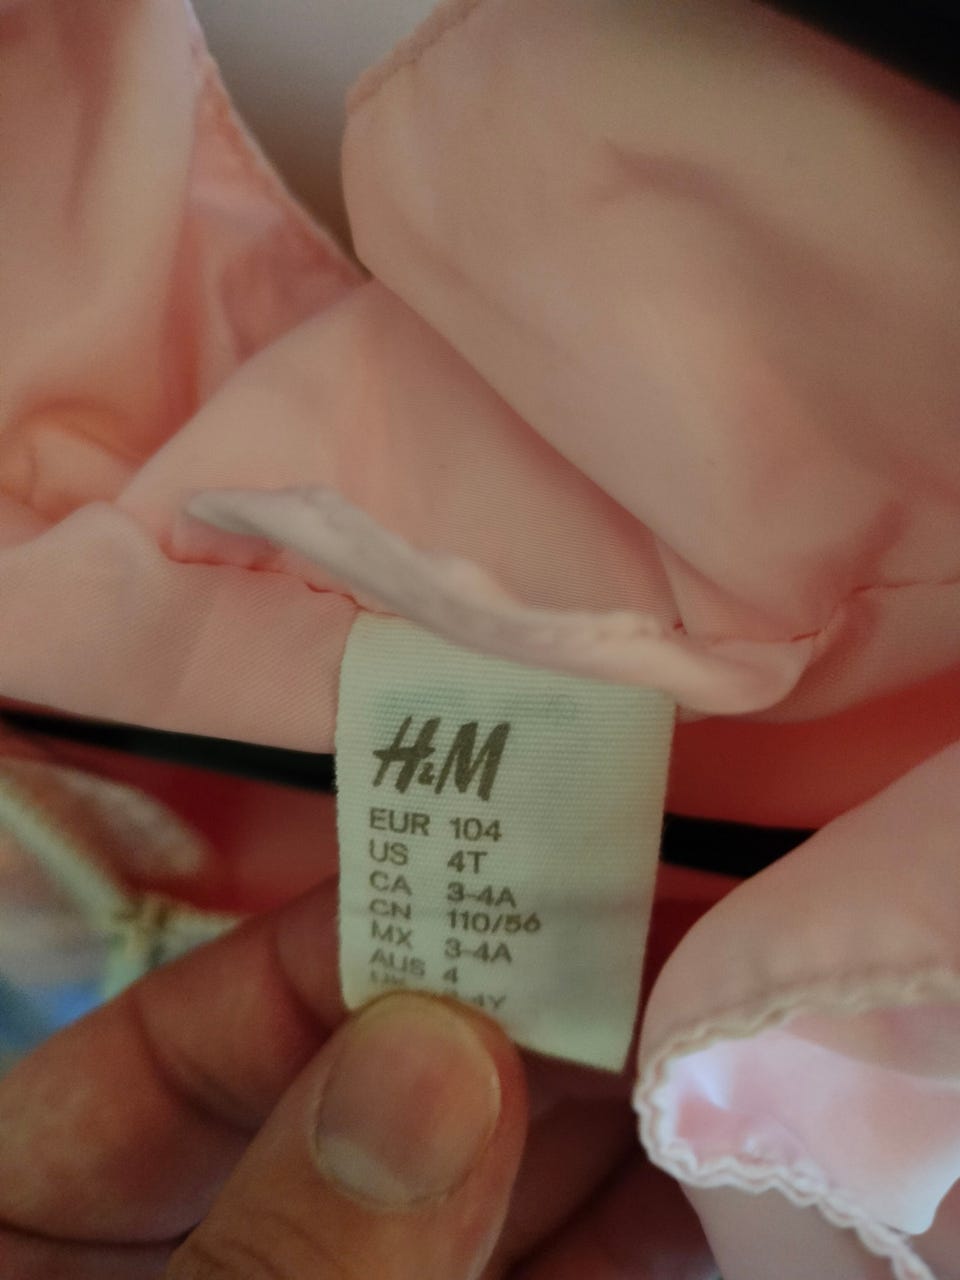 H&M
EUR 104
US 4T
CA 3-4A
CN 110/56
MX 3-4A
AUS 4